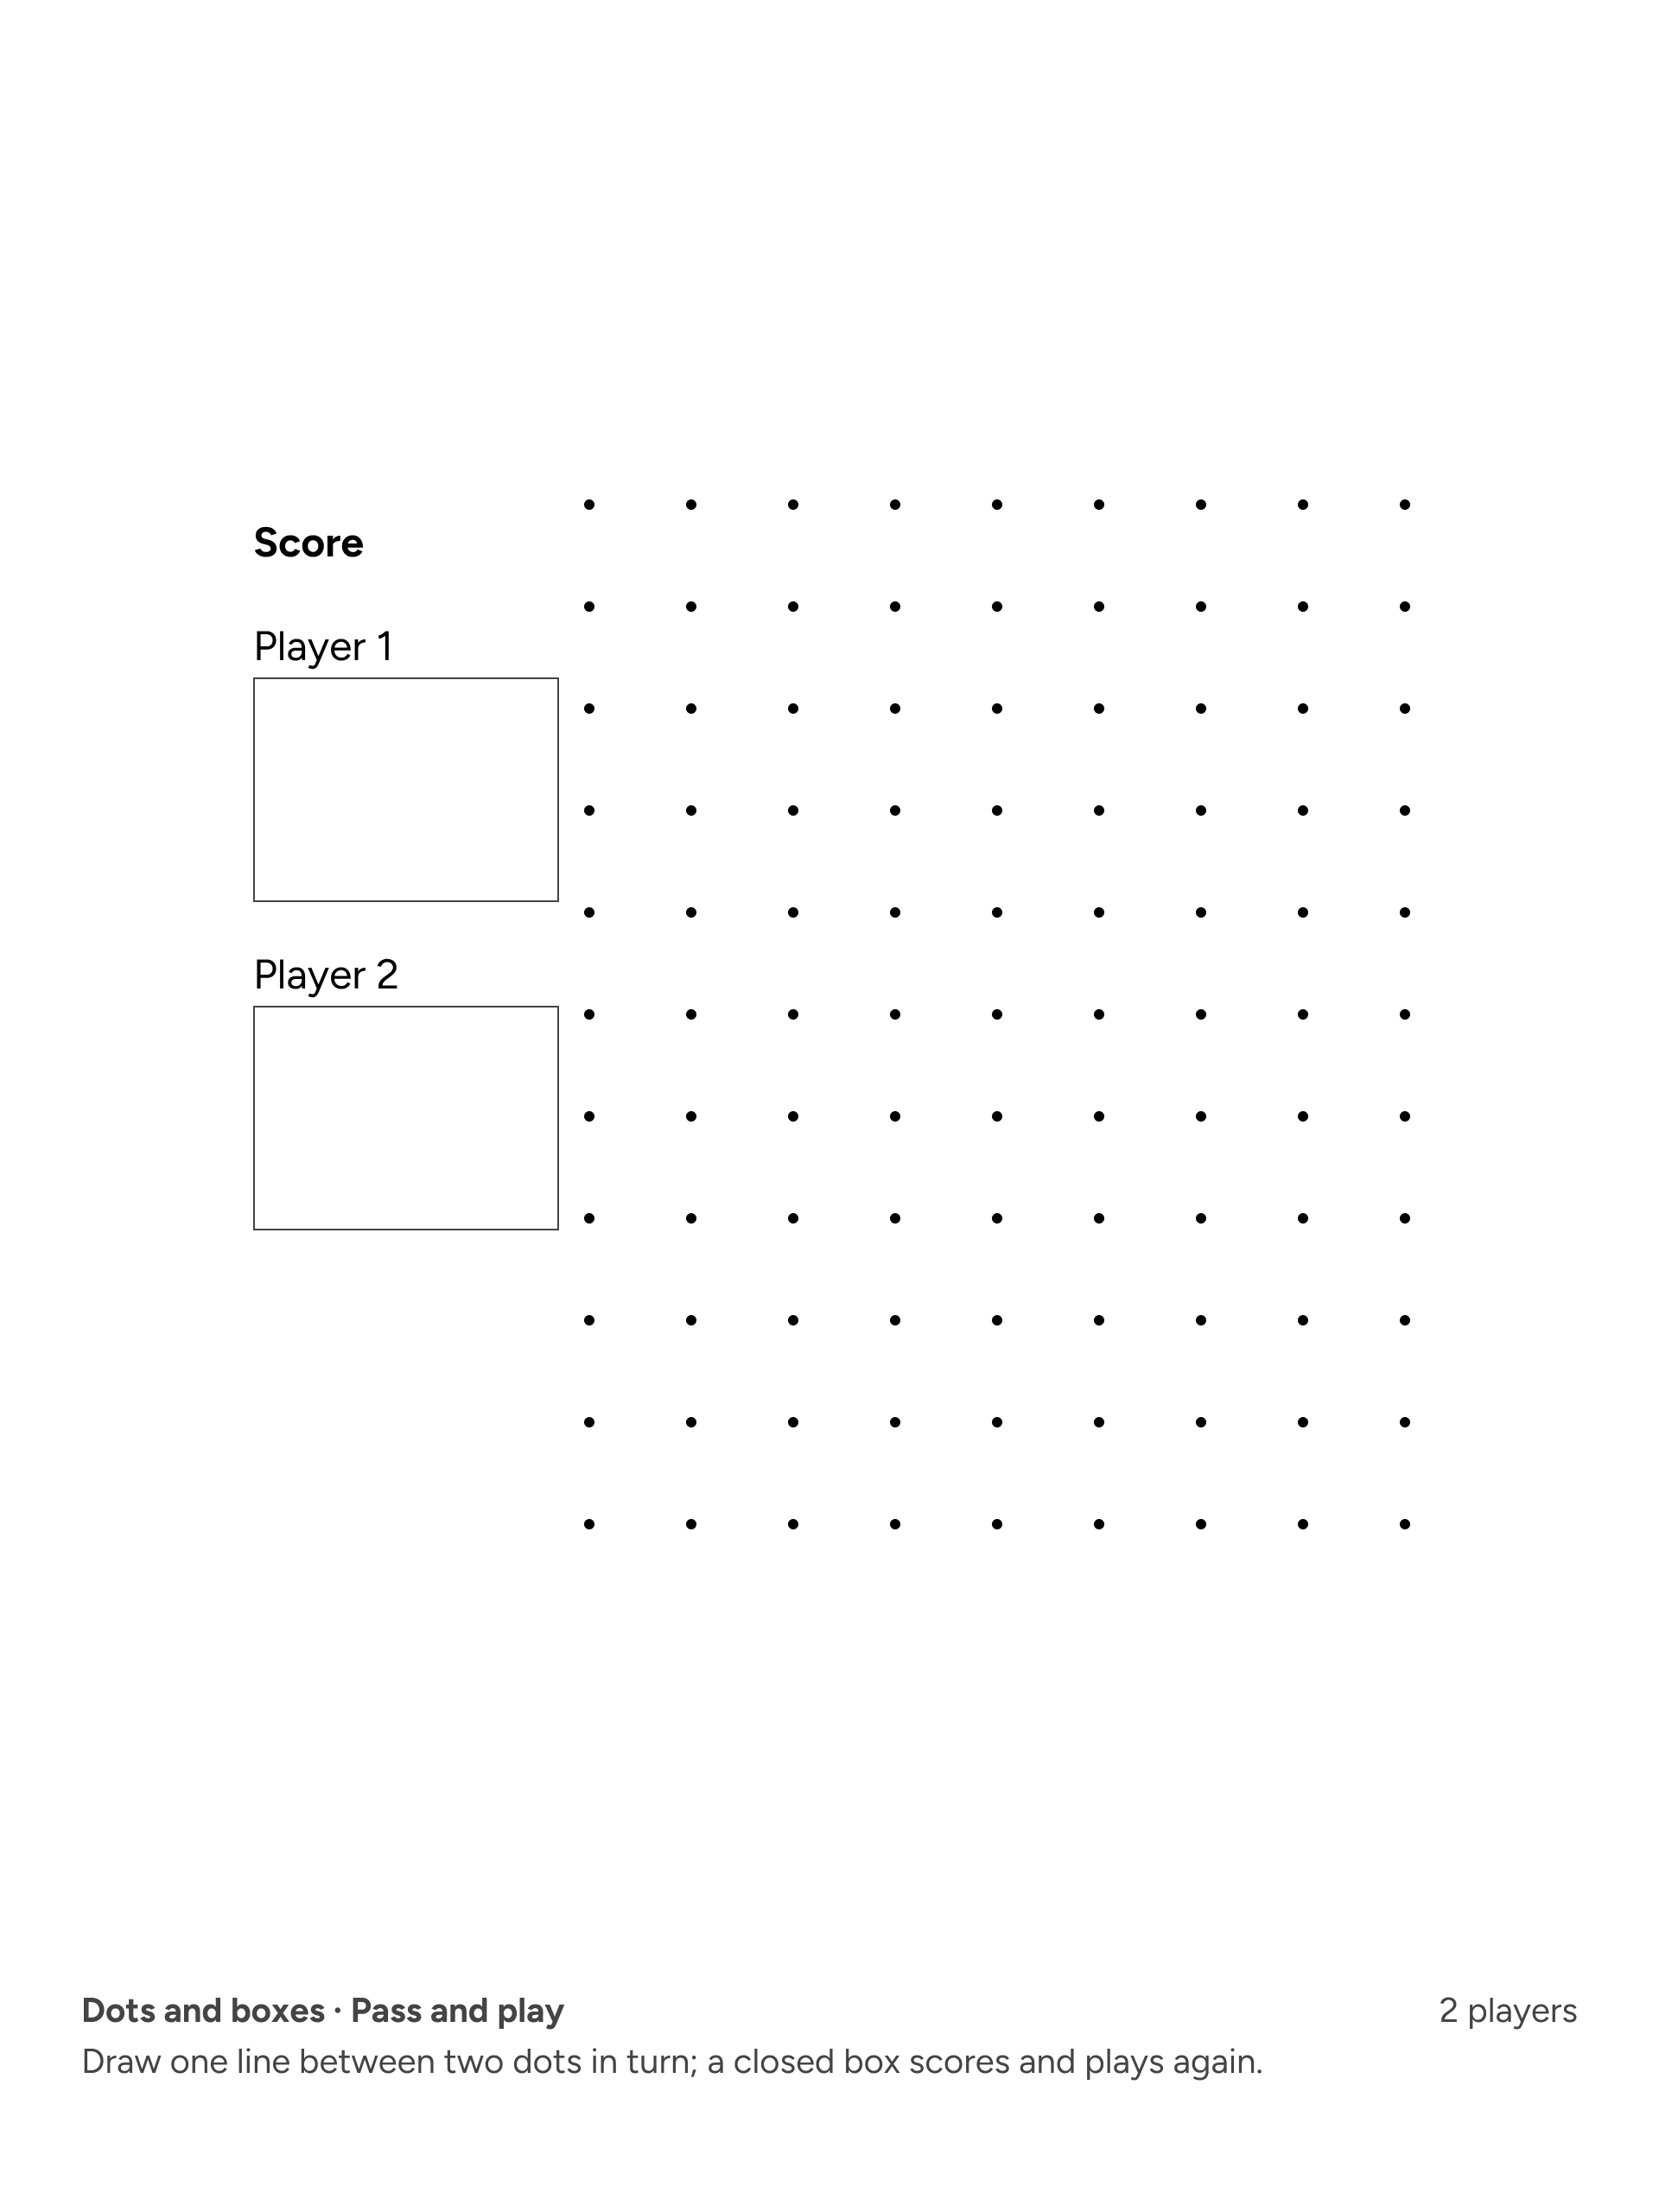 Score
Player 1
Player 2
Dots and boxes · Pass and play
2 players
Draw one line between two dots in turn; a closed box scores and plays again.